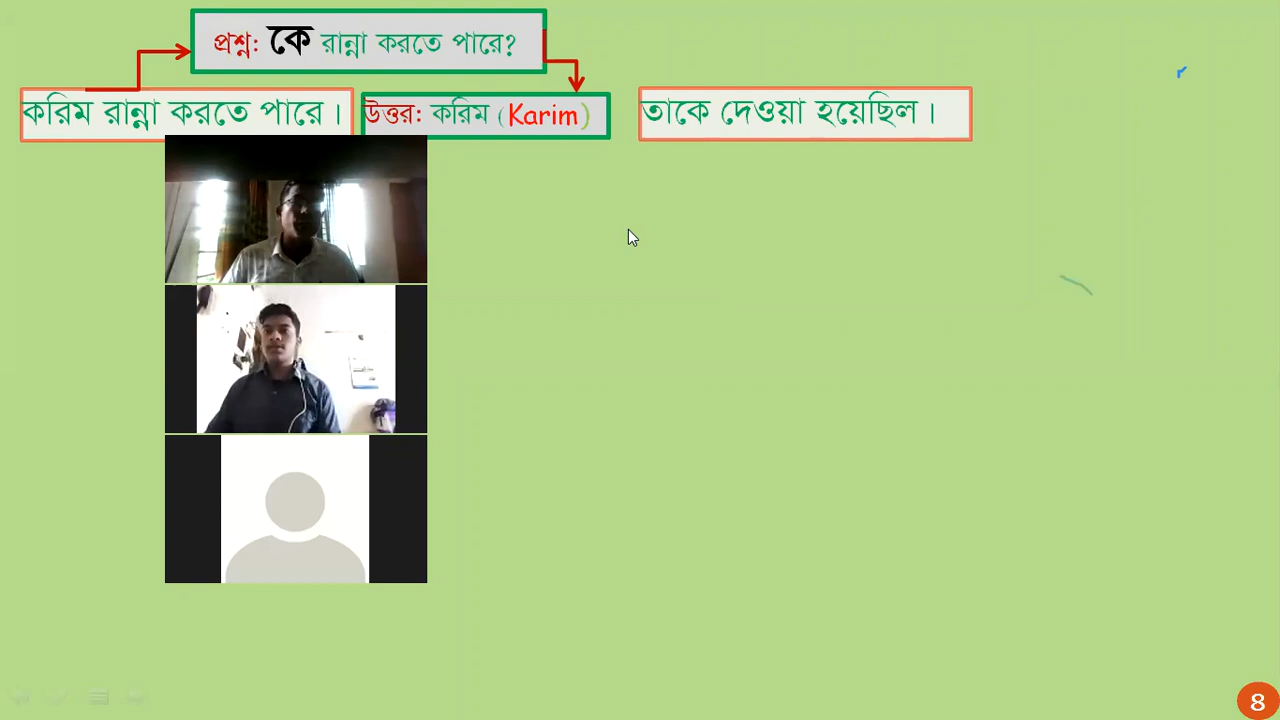 প্রশ্ন: কে রান্না করতে পারে?
করিম রান্না করতে পারে।
উত্তর: করিম (Karim)
তাকে দেওয়া হয়েছিল।
8